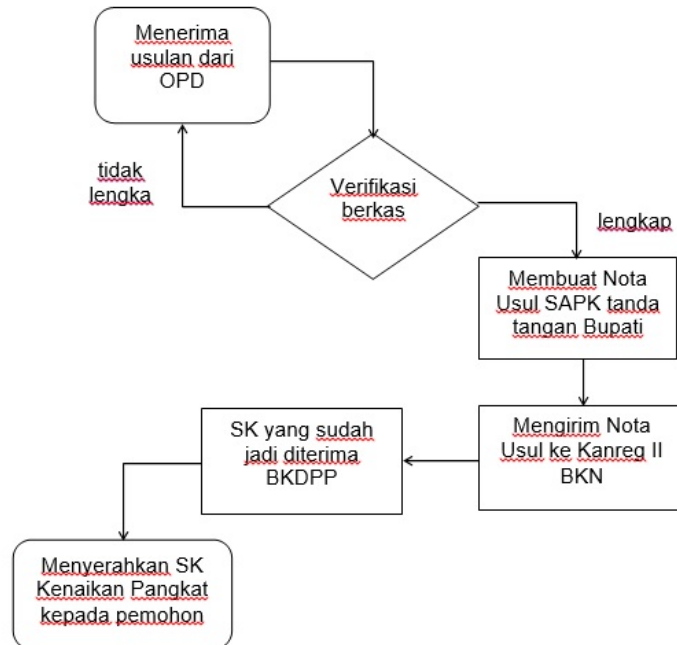 Menerima
usulan dari
OPD
tidak
lengka
Verifikasi
berkas
lengkap
Membuat Nota
Usul SAPK tanda
tangan Bupati
Mengirim Nota
Usul ke Kanreg II
BKN
SK yang sudah
jadi diterima
BKDPP
Menyerahkan SK
Kenaikan Pangkat
kepada pemohon